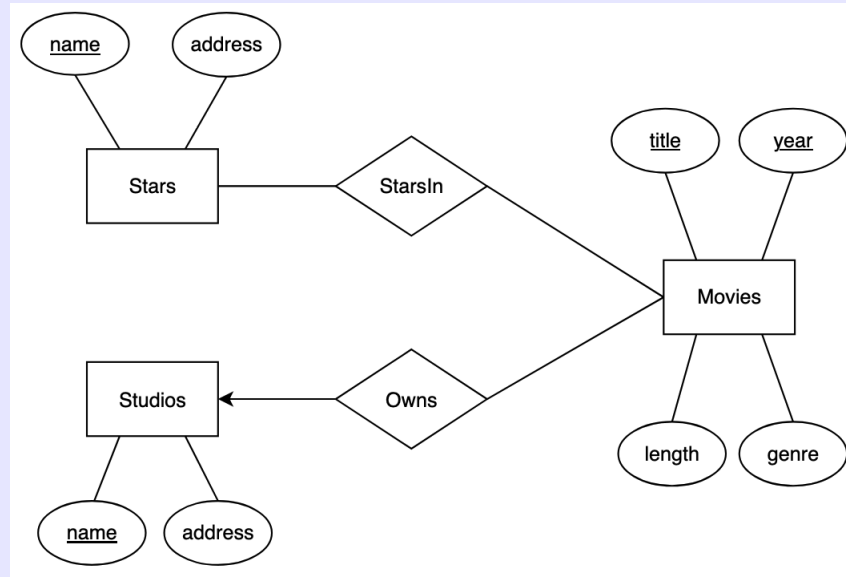 name
address
title
year
Stars
StarsIn
Movies
Studios
Owns
length
genre
name
address